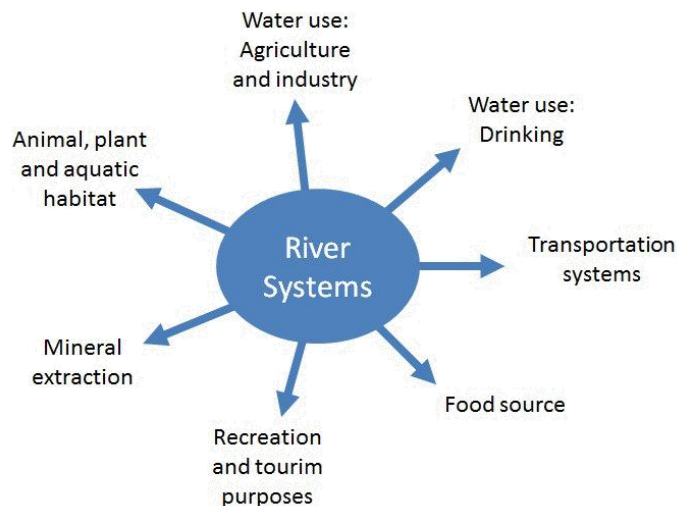 Water use:
Agriculture
and industry
Water use:
Drinking
Animal, plant
and aquatic
habitat
River
Systems
Transportation
systems
Mineral
extraction
Food source
Recreation
and tourim
purposes